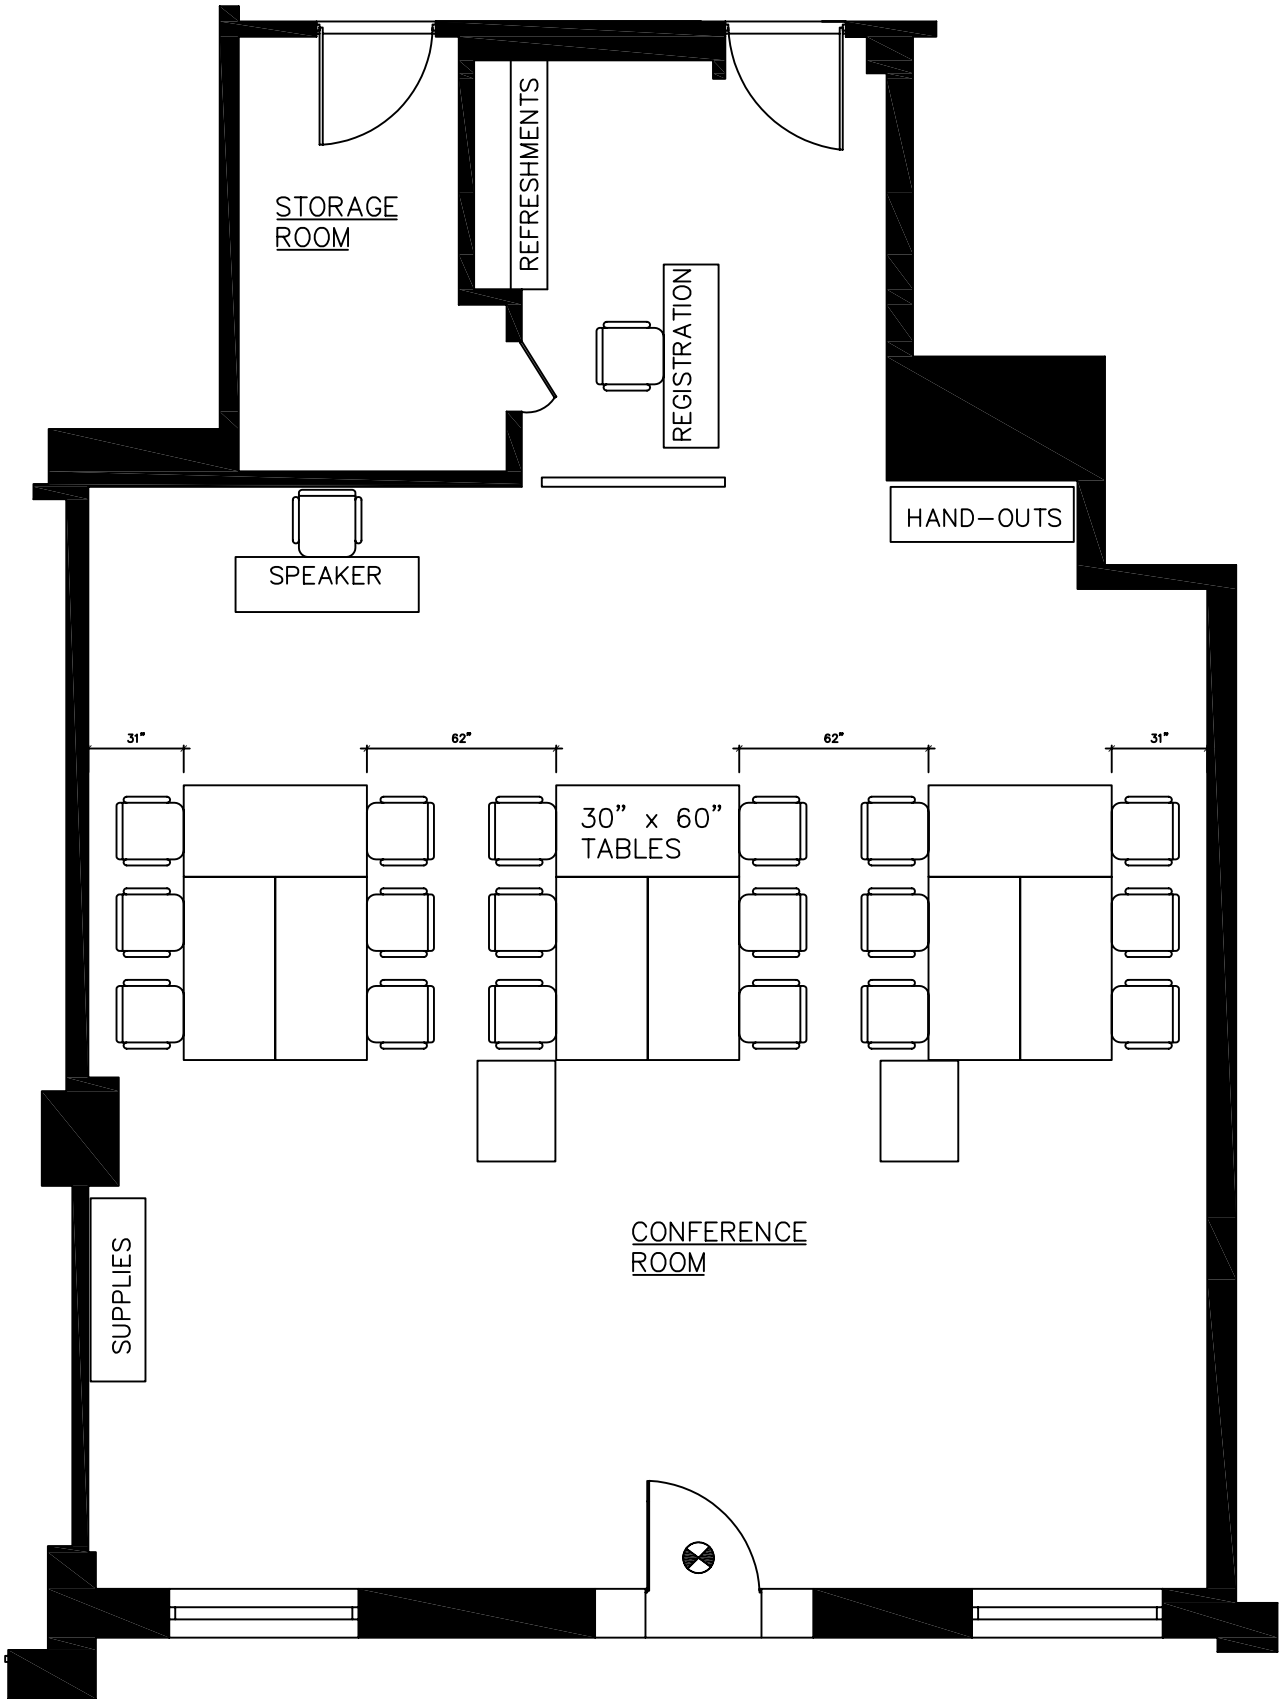 REFRESHMENTS
STORAGE
ROOM
REGISTRATION
HAND-OUTS
SPEAKER
31"
62"
62"
31"
30" x 60"
TABLES
CONFERENCE
ROOM
SUPPLIES